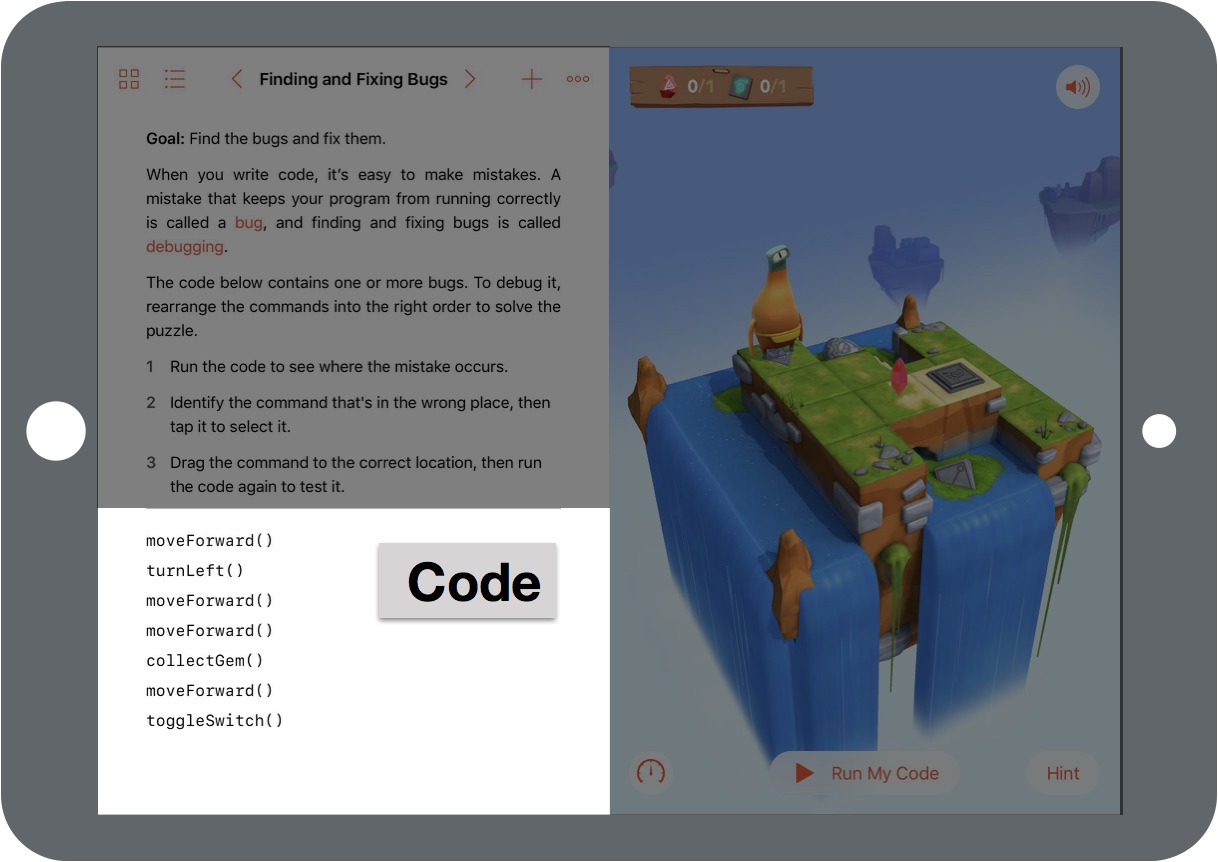 Finding and Fixing Bugs
Goal: Find the bugs and fix them.
When you write code, it’s easy to make mistakes. A
mistake that keeps your program from running correctly
is called a bug, and finding and fixing bugs is called
debugging.
The code below contains one or more bugs. To debug it,
rearrange the commands into the right order to solve the
puzzle.
1 Run the code to see where the mistake occurs.
2 Identify the command that's in the wrong place, then
tap it to select it.
3 Drag the command to the correct location, then run
the code again to test it.
moveForward()
turnLeft()
moveForward()
moveForward()
collectGem()
moveForward()
toggleSwitch()
Code
0/1 0/1
Run My Code
Hint